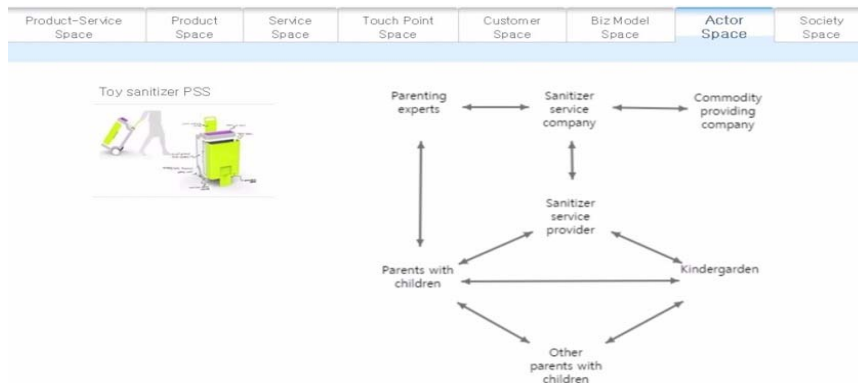 Product-Service
Space
Product
Space
Service
Space
Touch Point
Space
Customer
Space
Biz Model
Space
Actor
Space
Society
Space
Toy sanitizer PSS
Parenting
experts
Sanitizer
service
company
Commodity
providing
company
Sanitizer
service
provider
Parents with
children
Kindergarden
Other
parents with
children